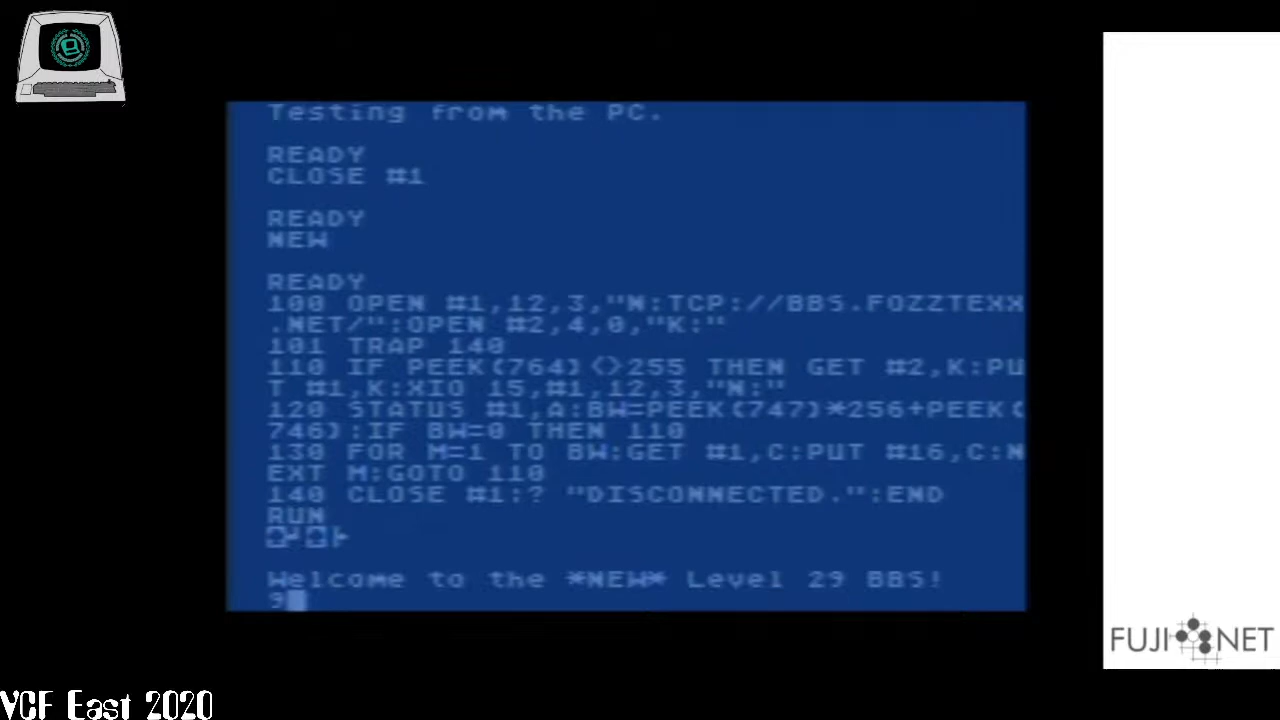 Testing from the PC.
READY
CLOSE #1
READY
NEW
READY
100 OPEN #1,12,3,"N:TCP://BBS.FOZZTEXX
.NET/":OPEN #2,4,0,"K:"
101 TRAP 140
110 IF PEEK(764)<>255 THEN GET #2,K:PU
T #1,K:XIO 15,#1,12,3,"N:"
120 STATUS #1,A:BW=PEEK(747)*256+PEEK(
746):IF BW=0 THEN 110
130 FOR M=1 TO BW:GET #1,C:PUT #16,C:N
EXT M:GOTO 110
140 CLOSE #1:? "DISCONNECTED.":END
RUN
Welcome to the *NEW* Level 29 BBS!
9
FUJINET
VCF East 2020